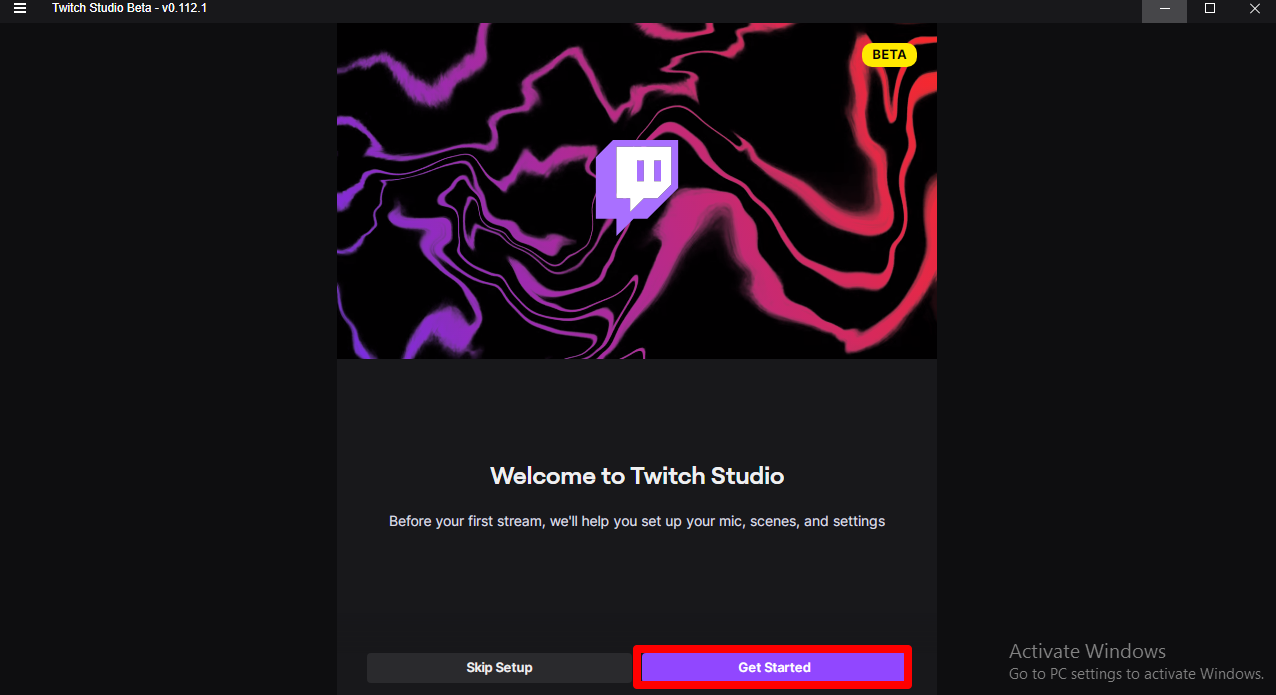 Twitch Studio Beta - v0.112.1
BETA
Welcome to Twitch Studio
Before your first stream, we'll help you set up your mic, scenes, and settings
Skip Setup
Get Started
Activate Windows
Go to PC settings to activate Windows.